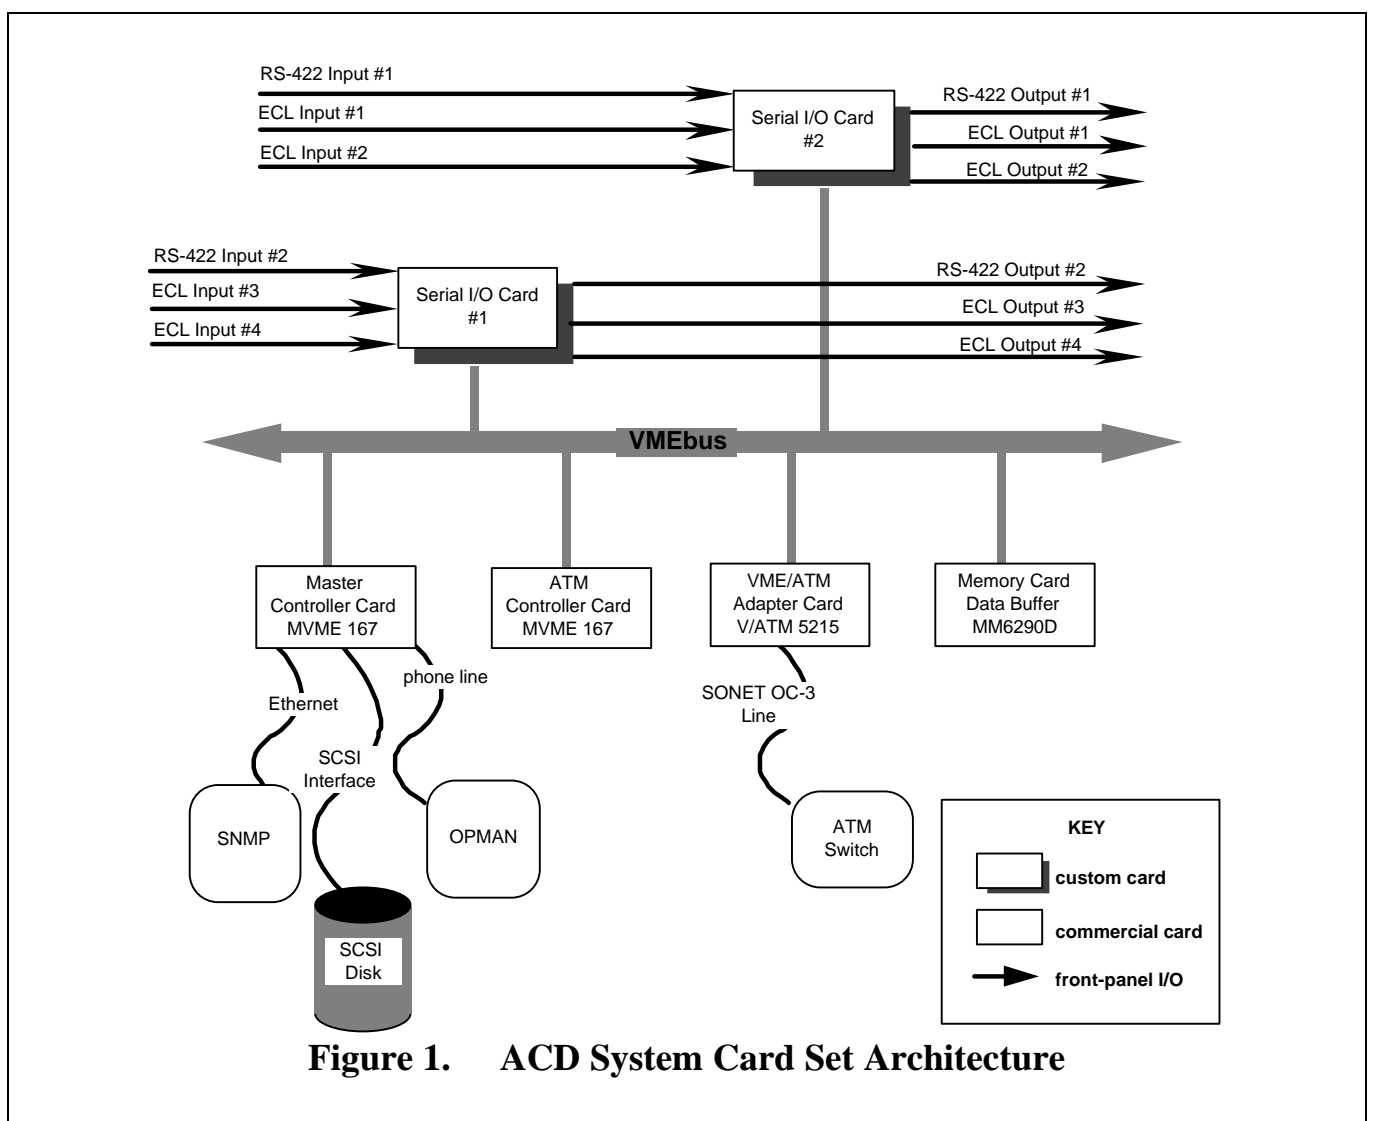 RS-422 Input #1
ECL Input #1
ECL Input #2
Serial I/O Card
#2
RS-422 Output #1
ECL Output #1
ECL Output #2
RS-422 Input #2
ECL Input #3
ECL Input #4
Serial I/O Card
#1
RS-422 Output #2
ECL Output #3
ECL Output #4
VMEbus
Master
Controller Card
MVME 167
ATM
Controller Card
MVME 167
VME/ATM
Adapter Card
V/ATM 5215
Memory Card
Data Buffer
MM6290D
Ethernet
SCSI
Interface
phone line
SONET OC-3
Line
SNMP
OPMAN
ATM
Switch
SCSI
Disk
KEY
custom card
commercial card
front-panel I/O
Figure 1. ACD System Card Set Architecture